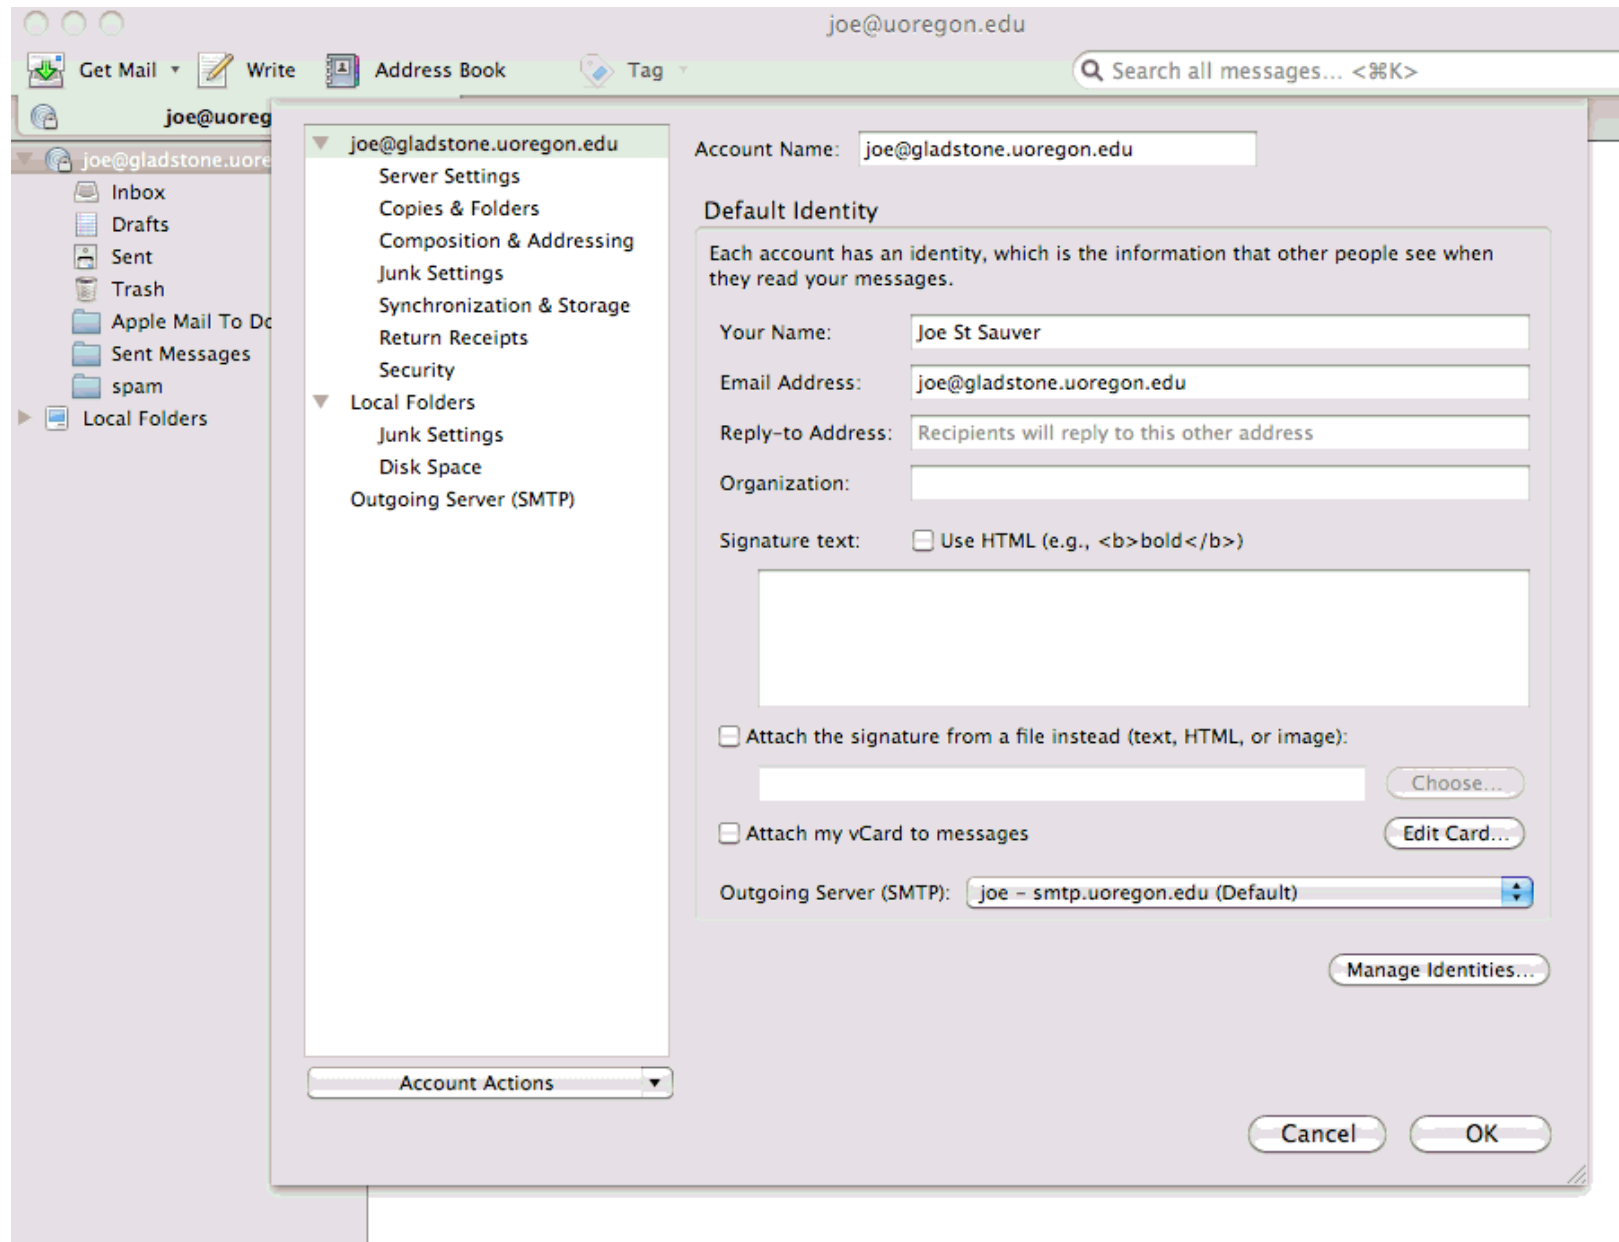 joe@uoregon.edu
Get Mail Write Address Book Tag Search all messages... <⌘K>
joe@uoreg
joe@gladstone.uore
Inbox
Drafts
Sent
Trash
Apple Mail To Do
Sent Messages
spam
Local Folders
joe@gladstone.uoregon.edu
Server Settings
Copies & Folders
Composition & Addressing
Junk Settings
Synchronization & Storage
Return Receipts
Security
Local Folders
Junk Settings
Disk Space
Outgoing Server (SMTP)
Account Actions
Account Name: joe@gladstone.uoregon.edu
Default Identity
Each account has an identity, which is the information that other people see when
they read your messages.
Your Name: Joe St Sauver
Email Address: joe@gladstone.uoregon.edu
Reply-to Address: Recipients will reply to this other address
Organization:
Signature text: Use HTML (e.g., <b>bold</b>)
Attach the signature from a file instead (text, HTML, or image):
Choose...
Attach my vCard to messages Edit Card...
Outgoing Server (SMTP): joe - smtp.uoregon.edu (Default)
Manage Identities...
Cancel OK